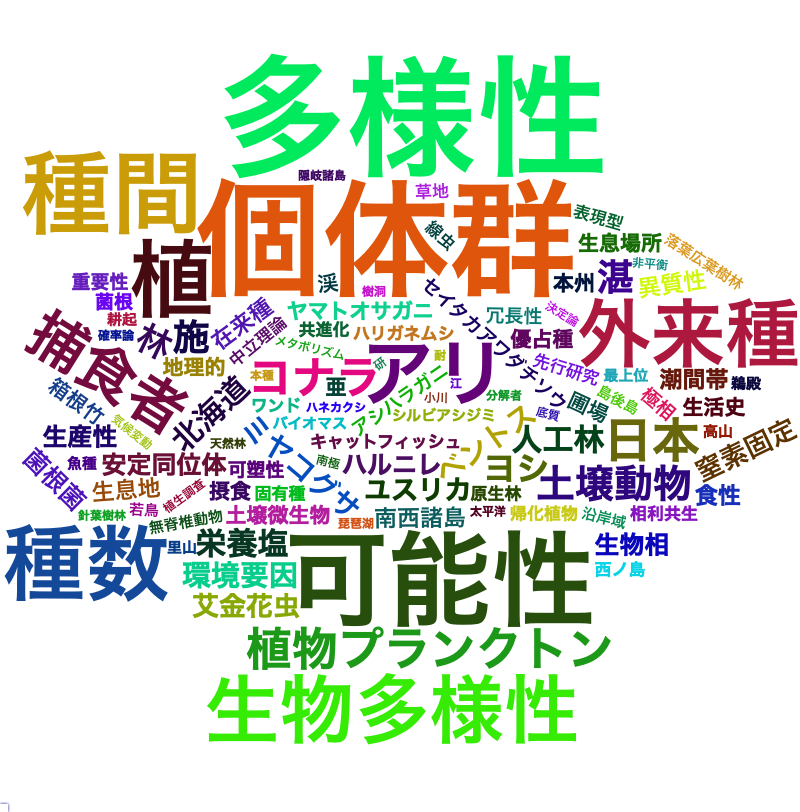 多様性
種間
隠岐諸島
個体群
草地
表現型
線虫
生息場所
落葉広葉樹林
非平衡
植
重要性
菌根
耕起
確率論
渓
樹洞
セイタカアワダチソウ
本州
湛
異質性
外来種
捕食者
林
施
在来種
中立理論
ヤマトオサガニ
冗長性
決定論
共進化
ハリガネムシ
優占種
メタボリズム
地理的
コナラ
本種
研
アリ
耐
江
先行研究
最上位
潮間帯
鵜殿
箱根竹
北海道
亜
アシハラガニ
小川
分解者
島後島
圃場
極相
生活史
ワンド
ハネカクシ
シルビアシジミ
底質
バイオマス
気候変動
生産性
天然林
ミヤコグサ
キャットフィッシュ
ベントス
人工林
日本
高山
窒素固定
菌根菌
魚種
安定同位体
可塑性
南極
ハルニレ
ヨシ
土壌動物
食性
生息地
植生調査
摂食
固有種
ユスリカ
原生林
針葉樹林
若鳥
無脊椎動物
土壌微生物
琵琶湖
南西諸島
太平洋
帰化植物
沿岸域
相利共生
種数
里山
栄養塩
可能性
生物相
環境要因
西ノ島
艾金花虫
植物プランクトン
生物多様性